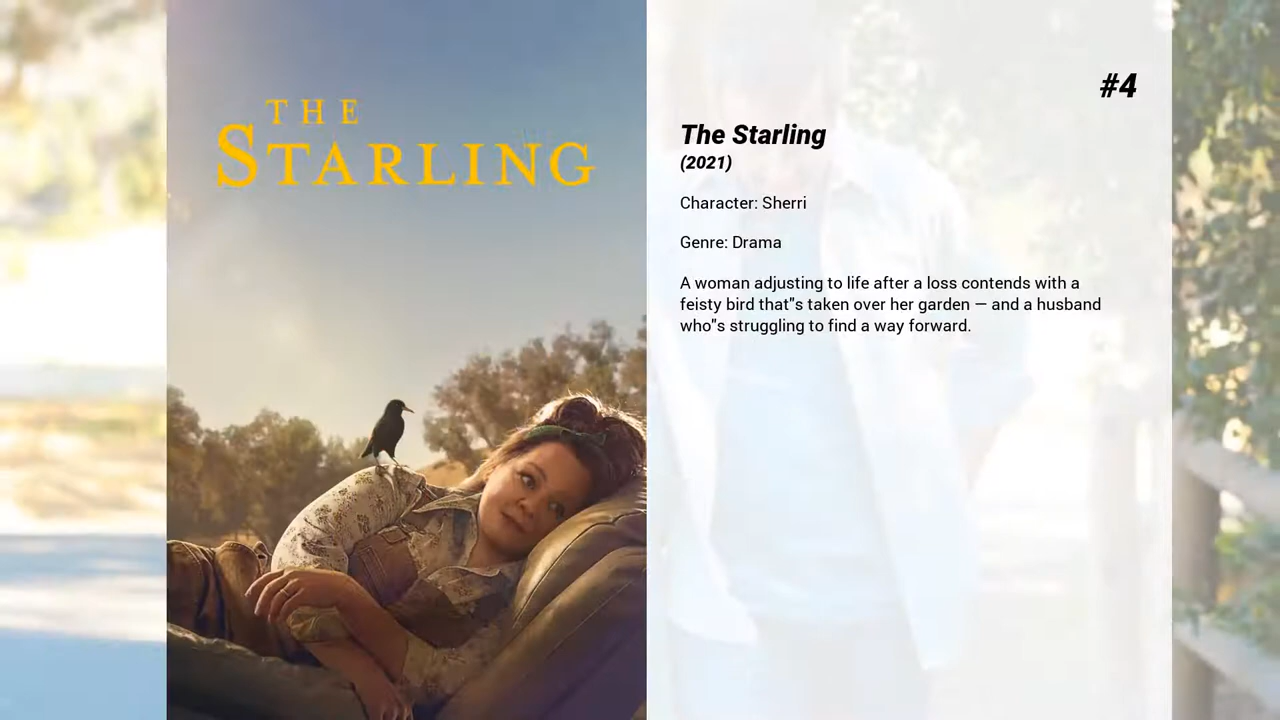 THE
STARLING
#4
The Starling
(2021)
Character: Sherri
Genre: Drama
A woman adjusting to life after a loss contends with a
feisty bird that"s taken over her garden — and a husband
who"s struggling to find a way forward.